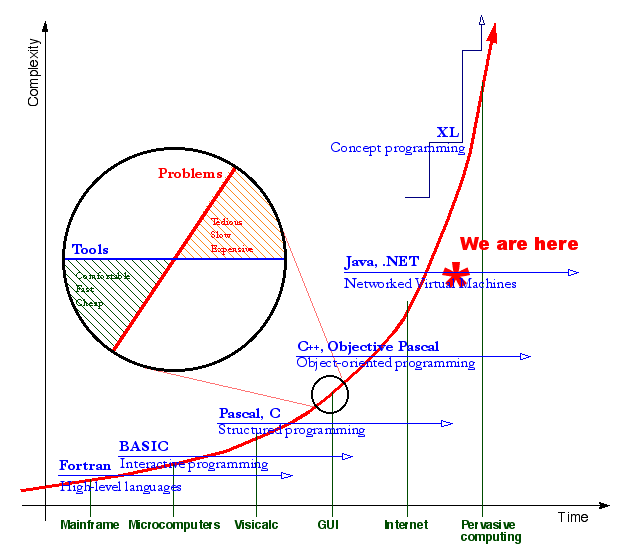 Complexity
XL
Concept programming
Problems
Tedious
Slow
Expensive
Tools
Comfortable
Fast
Cheap
We are here
Java, .NET
Networked Virtual Machines
C++, Objective Pascal
Object-oriented programming
Pascal, C
Structured programming
BASIC
Interactive programming
Fortran
High-level languages
Time
Mainframe
Microcomputers
Visicalc
GUI
Internet
Pervasive
computing